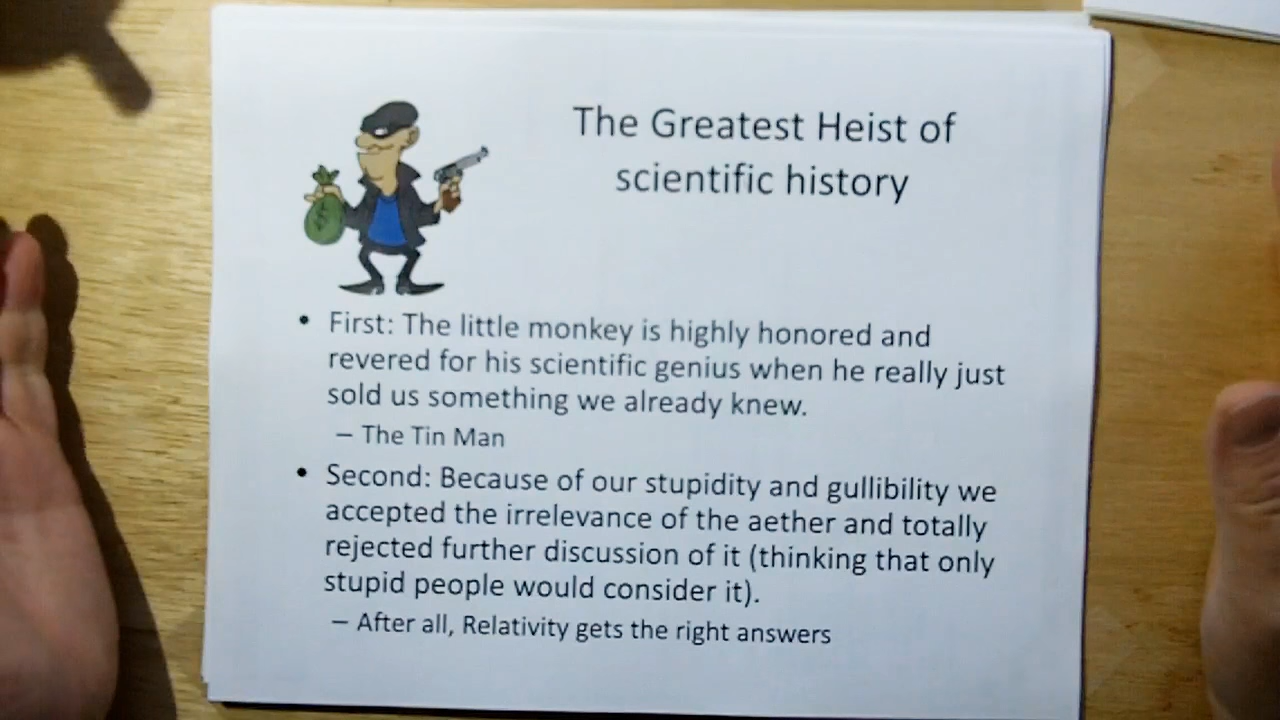 The Greatest Heist of
scientific history
• First: The little monkey is highly honored and
revered for his scientific genius when he really just
sold us something we already knew.
– The Tin Man
• Second: Because of our stupidity and gullibility we
accepted the irrelevance of the aether and totally
rejected further discussion of it (thinking that only
stupid people would consider it).
– After all, Relativity gets the right answers